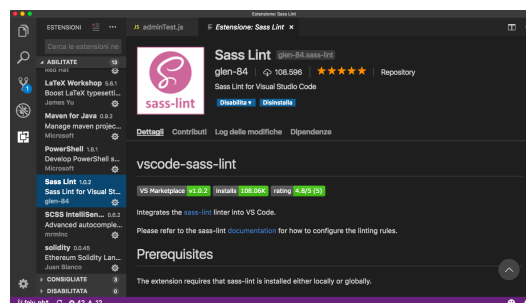 Estensione: Sass Lint
ESTENSIONI
JS adminTest.js
Estensione: Sass Lint ×
Cerca le estensioni ne
ABILITATE 13
Red Hat
LaTeX Workshop 5.6.1
Boost LaTeX typesetti...
James Yu
Maven for Java 0.9.2
Manage maven projec...
Microsoft
PowerShell 1.8.1
Develop PowerShell s...
Microsoft
Sass Lint 1.0.2
Sass Lint for Visual St...
glen-84
SCSS IntelliSen... 0.6.2
Advanced autocomple...
mrmlnc
solidity 0.0.45
Ethereum Solidity Lan...
Juan Blanco
CONSIGLIATE 3
DISABILITATA 0
1
sass-lint
Sass Lint glen-84.sass-lint
glen-84 108.596 ★★★★★ Repository
Sass Lint for Visual Studio Code
Disabilita ▾ Disinstalla
Dettagli Contributi Log delle modifiche Dipendenze
vscode-sass-lint
VS Marketplace v1.0.2 installs 108.06K rating 4.8/5 (5)
Integrates the sass-lint linter into VS Code.
Please refer to the sass-lint documentation for how to configure the linting rules.
Prerequisites
The extension requires that sass-lint is installed either locally or globally.